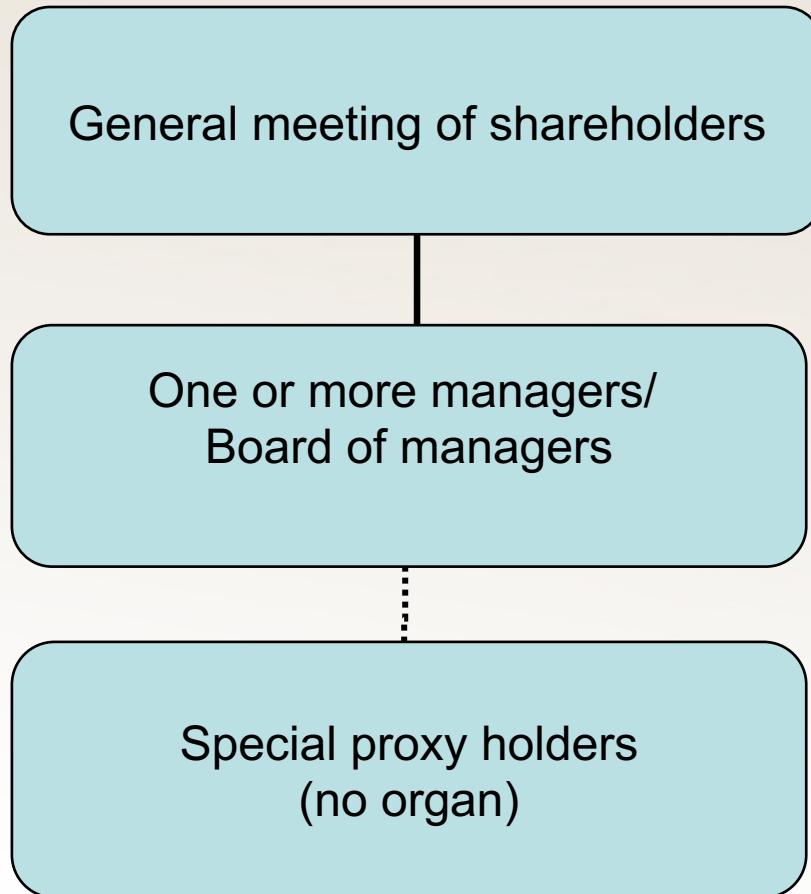 General meeting of shareholders
One or more managers/
Board of managers
Special proxy holders
(no organ)